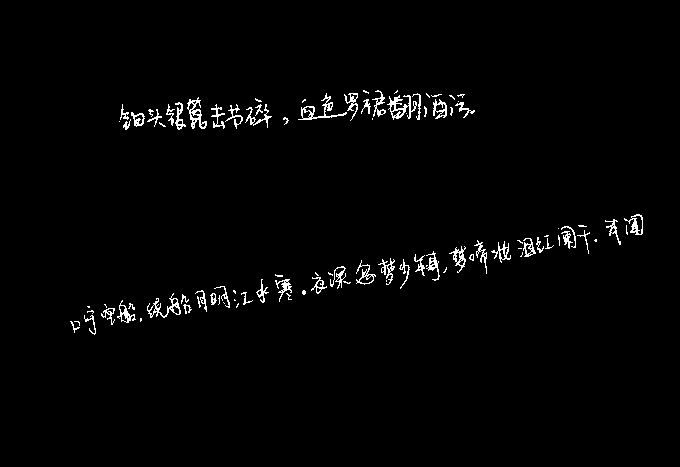 钿头银篦击节碎，血色罗裙翻酒污。
口守空船，绕船月明江水寒。夜深忽梦少年事，梦啼妆泪红阑干。我闻